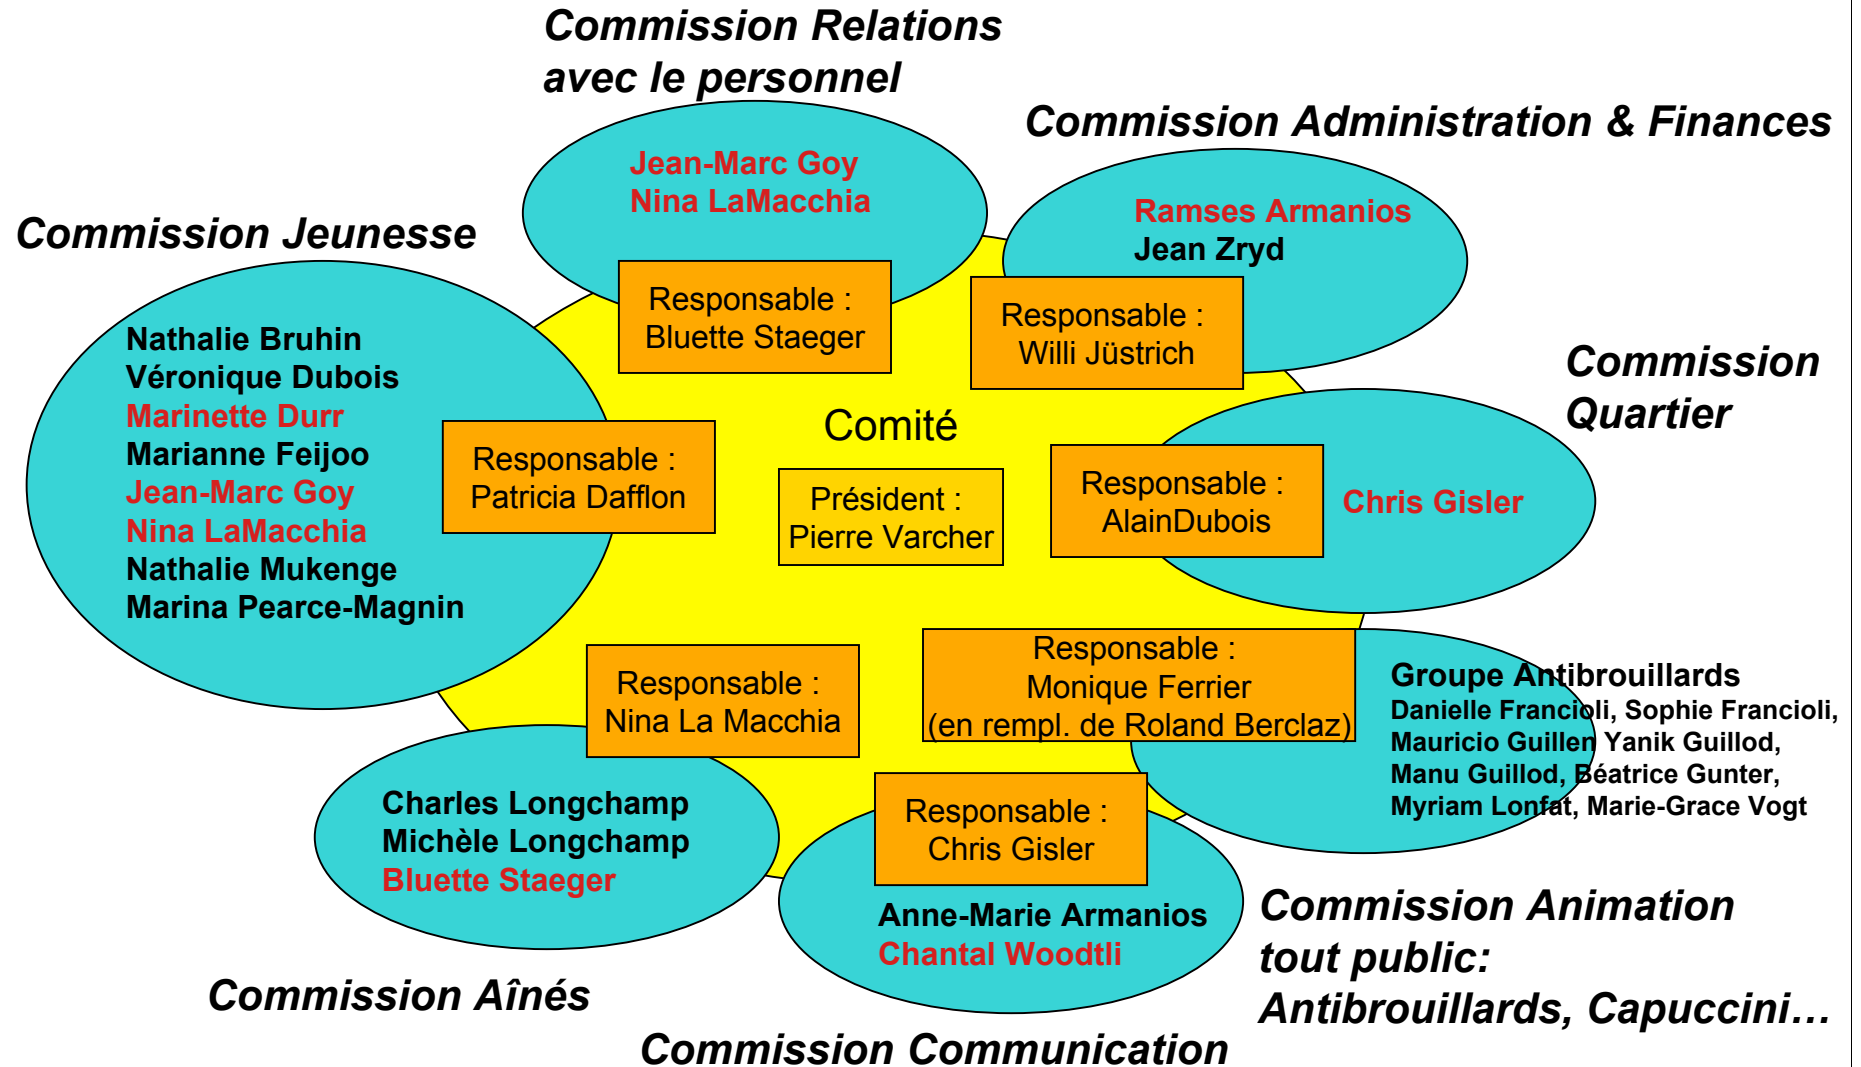 Commission Relations
avec le personnel
Jean-Marc Goy
Nina LaMacchia
Responsable :
Bluette Staeger
Commission Administration & Finances
Ramses Armanios
Jean Zryd
Responsable :
Willi Jüstrich
Commission Jeunesse
Nathalie Bruhin
Véronique Dubois
Marinette Durr
Marianne Feijoo
Jean-Marc Goy
Nina LaMacchia
Nathalie Mukenge
Marina Pearce-Magnin
Responsable :
Patricia Dafflon
Comité
Président :
Pierre Varcher
Commission
Quartier
Responsable :
AlainDubois
Chris Gisler
Responsable :
Nina La Macchia
Charles Longchamp
Michèle Longchamp
Bluette Staeger
Commission Aînés
Responsable :
Monique Ferrier
(en rempl. de Roland Berclaz)
Groupe Antibrouillards
Danielle Francioli, Sophie Francioli,
Mauricio Guillen Yanik Guillod,
Manu Guillod, Béatrice Gunter,
Myriam Lonfat, Marie-Grace Vogt
Commission Animation
tout public:
Antibrouillards, Capuccini…
Responsable :
Chris Gisler
Anne-Marie Armanios
Chantal Woodtli
Commission Communication